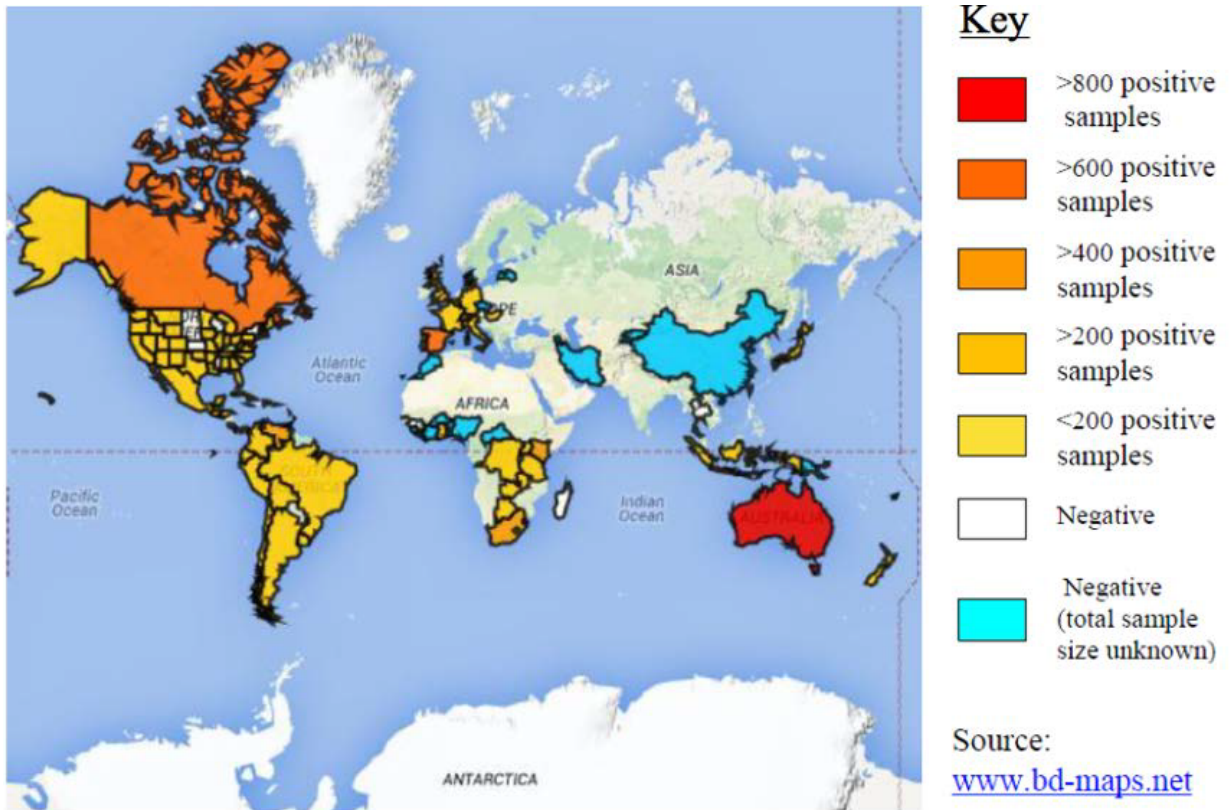 Key
>800 positive
samples
>600 positive
samples
>400 positive
samples
>200 positive
samples
<200 positive
samples
Negative
Negative
(total sample
size unknown)
Source:
www.bd-maps.net
ASIA
Atlantic
Ocean
AFRICA
Pacific
Ocean
Indian
Ocean
AUSTRALIA
ANTARCTICA